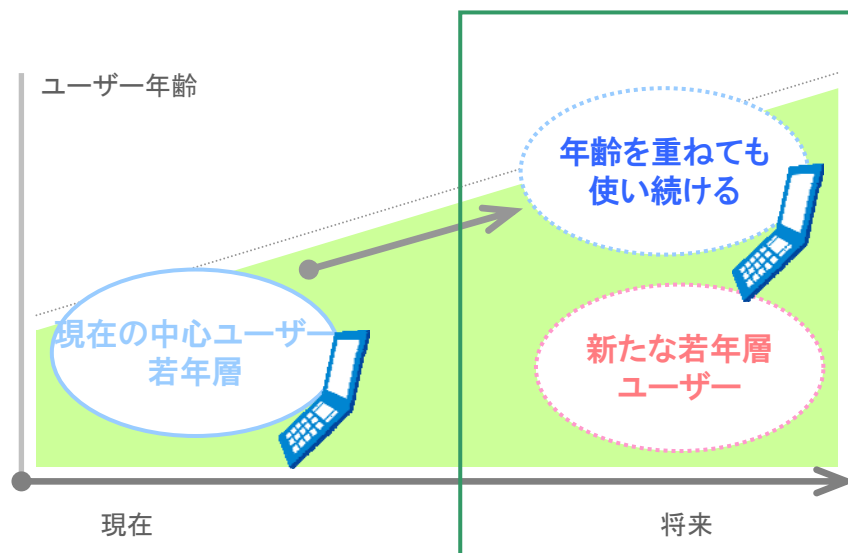 ユーザー年齢
年齢を重ねても
使い続ける
現在の中心ユーザー
若年層
新たな若年層
ユーザー
現在
将来